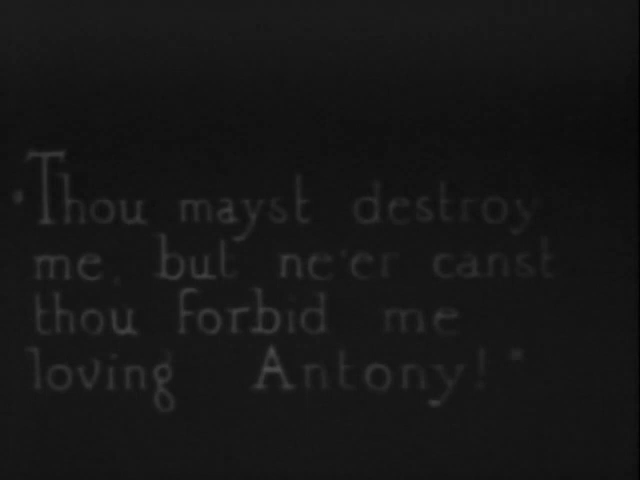 "Thou mayst destroy
me, but ne'er canst
thou forbid me
loving Antony!"